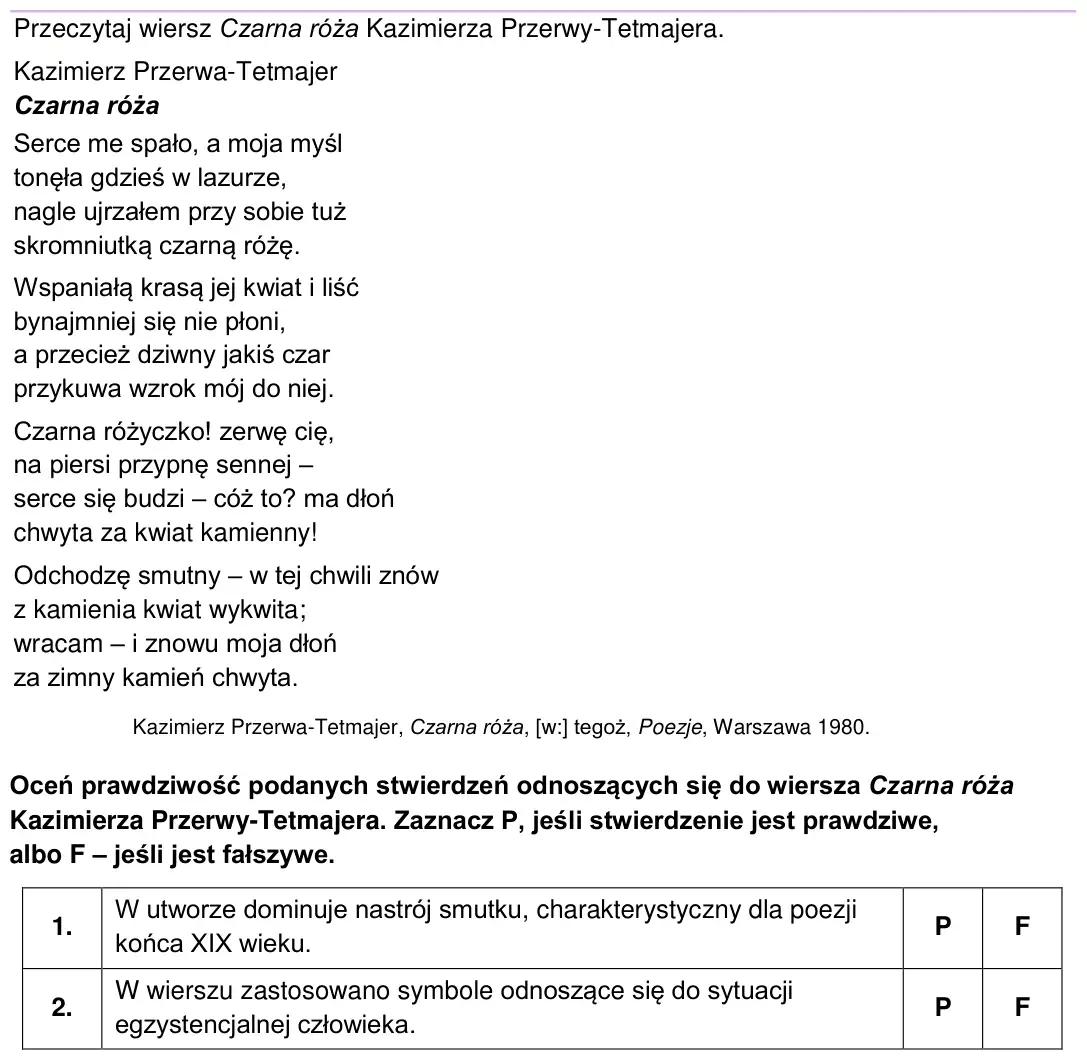 Przeczytaj wiersz Czarna róża Kazimierza Przerwy-Tetmajera.
Kazimierz Przerwa-Tetmajer
Czarna róża
Serce me spało, a moja myśl
tonęła gdzieś w lazurze,
nagle ujrzałem przy sobie tuż
skromniutką czarną różę.
Wspaniałą krasą jej kwiat i liść
bynajmniej się nie płoni,
a przecież dziwny jakiś czar
przykuwa wzrok mój do niej.
Czarna różyczko! zerwę cię,
na piersi przypnę sennej –
serce się budzi – cóż to? ma dłoń
chwyta za kwiat kamienny!
Odchodzę smutny – w tej chwili znów
z kamienia kwiat wykwita;
wracam – i znowu moja dłoń
za zimny kamień chwyta.
Kazimierz Przerwa-Tetmajer, Czarna róża, [w:] tegoż, Poezje, Warszawa 1980.
Oceń prawdziwość podanych stwierdzeń odnoszących się do wiersza Czarna róża
Kazimierza Przerwy-Tetmajera. Zaznacz P, jeśli stwierdzenie jest prawdziwe,
albo F – jeśli jest fałszywe.
1. W utworze dominuje nastrój smutku, charakterystyczny dla poezji
końca XIX wieku. P F
2. W wierszu zastosowano symbole odnoszące się do sytuacji
egzystencjalnej człowieka. P F